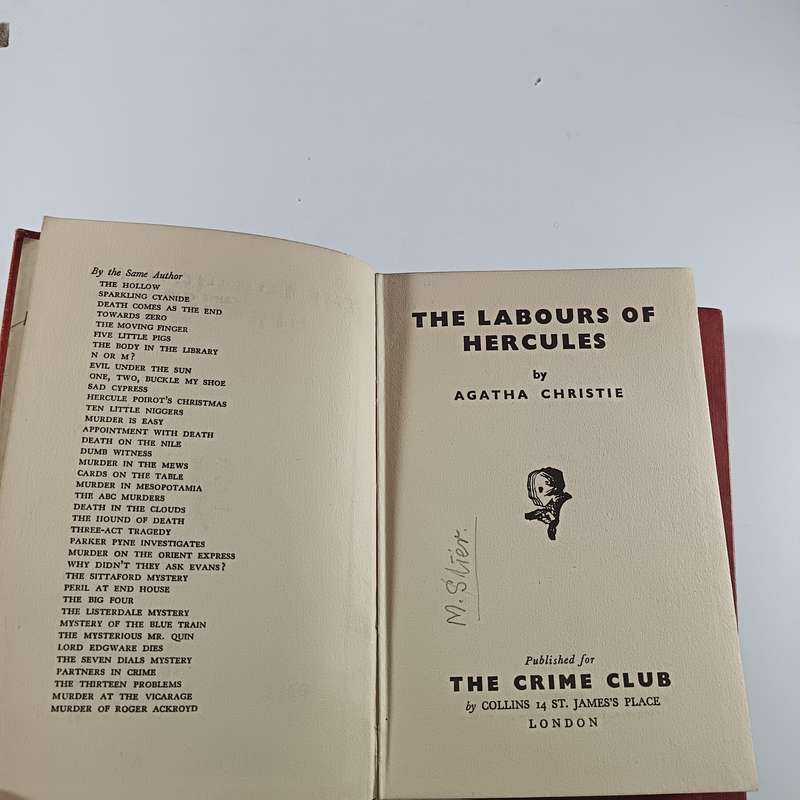 By the Same Author
THE HOLLOW
SPARKLING CYANIDE
DEATH COMES AS THE END
TOWARDS ZERO
THE MOVING FINGER
FIVE LITTLE PIGS
THE BODY IN THE LIBRARY
N OR M?
EVIL UNDER THE SUN
ONE, TWO, BUCKLE MY SHOE
SAD CYPRESS
HERCULE POIROT'S CHRISTMAS
TEN LITTLE NIGGERS
MURDER IS EASY
APPOINTMENT WITH DEATH
DEATH ON THE NILE
DUMB WITNESS
MURDER IN THE MEWS
CARDS ON THE TABLE
MURDER IN MESOPOTAMIA
THE ABC MURDERS
DEATH IN THE CLOUDS
THE HOUND OF DEATH
THREE-ACT TRAGEDY
PARKER PYNE INVESTIGATES
MURDER ON THE ORIENT EXPRESS
WHY DIDN'T THEY ASK EVANS?
THE SITTAFORD MYSTERY
PERIL AT END HOUSE
THE BIG FOUR
THE LISTERDALE MYSTERY
MYSTERY OF THE BLUE TRAIN
THE MYSTERIOUS MR. QUIN
LORD EDGWARE DIES
THE SEVEN DIALS MYSTERY
PARTNERS IN CRIME
THE THIRTEEN PROBLEMS
MURDER AT THE VICARAGE
MURDER OF ROGER ACKROYD
THE LABOURS OF
HERCULES
by
AGATHA CHRISTIE
M. Stier.
Published for
THE CRIME CLUB
by COLLINS 14 ST. JAMES'S PLACE
LONDON